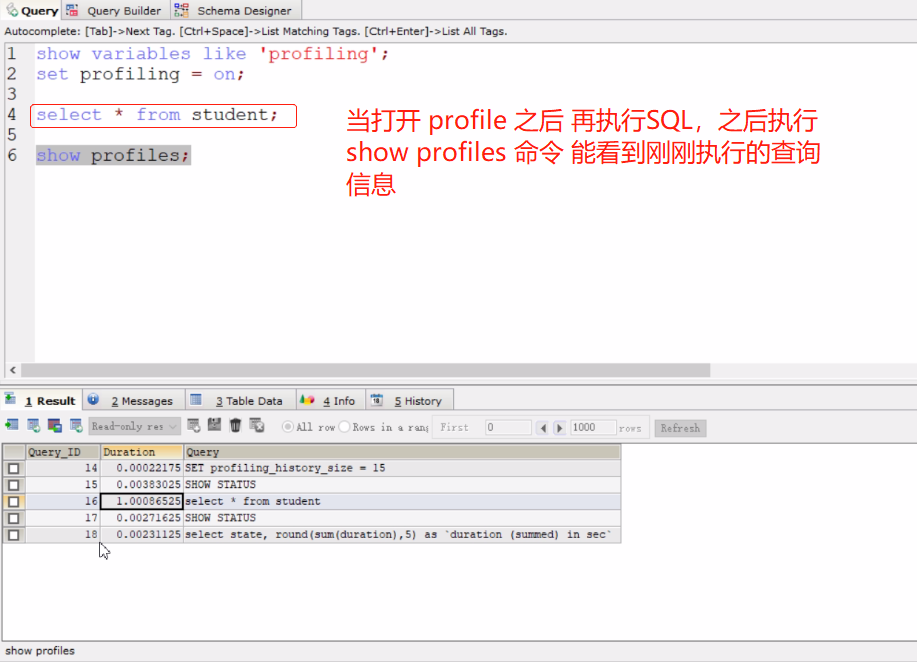 Query Query Builder Schema Designer
Autocomplete: [Tab]->Next Tag. [Ctrl+Space]->List Matching Tags. [Ctrl+Enter]->List All Tags.
1 show variables like 'profiling';
2 set profiling = on;
3
4 select * from student;
5
6 show profiles;
当打开 profile 之后 再执行SQL，之后执行
show profiles 命令 能看到刚刚执行的查询
信息
1 Result 2 Messages 3 Table Data 4 Info 5 History
Read-only res All row Rows in a rang First 0 1000 rows Refresh
Query_ID Duration Query
14 0.00022175 SET profiling_history_size = 15
15 0.00383025 SHOW STATUS
16 1.00086525 select * from student
17 0.00271625 SHOW STATUS
18 0.00231125 select state, round(sum(duration),5) as `duration (summed) in sec`
show profiles